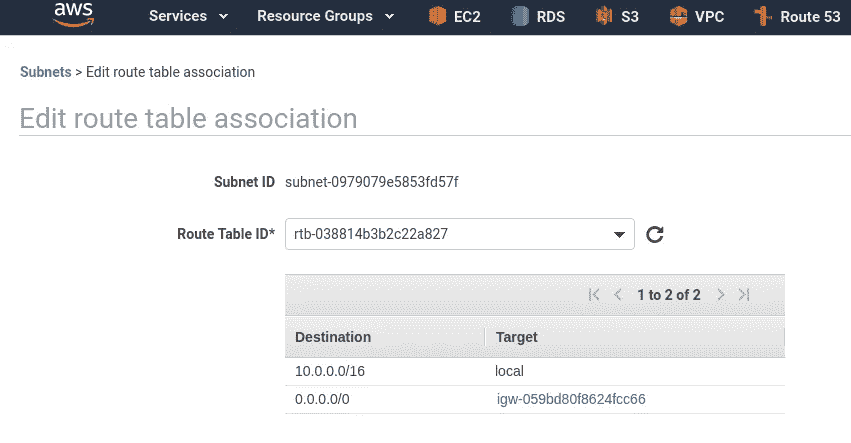 aws Services Resource Groups EC2 RDS S3 VPC Route 53
Subnets > Edit route table association
Edit route table association
Subnet ID subnet-0979079e5853fd57f
Route Table ID* rtb-038814b3b2c22a827
1 to 2 of 2
Destination Target
10.0.0.0/16 local
0.0.0.0/0 igw-059bd80f8624fcc66